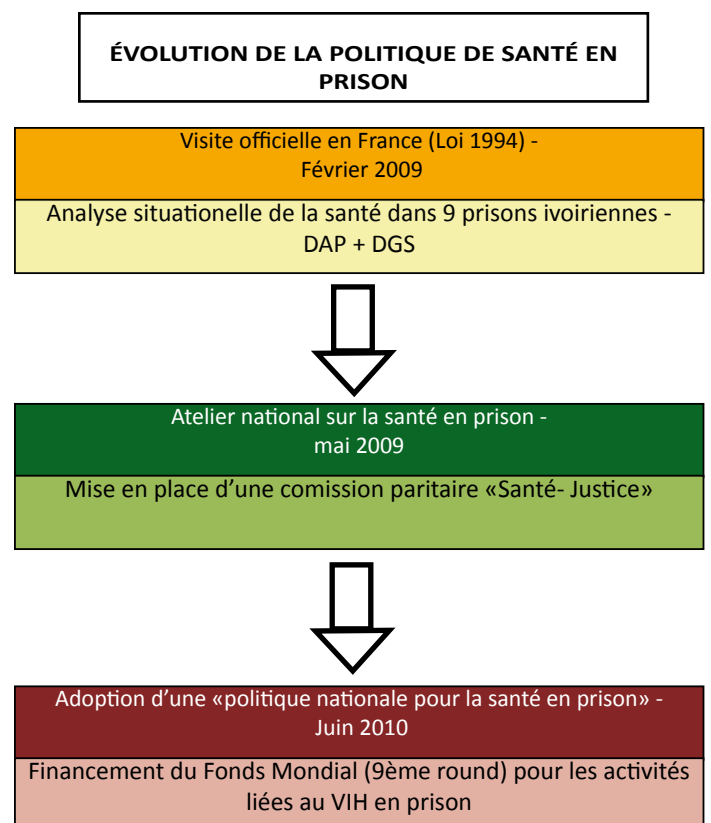 ÉVOLUTION DE LA POLITIQUE DE SANTÉ EN
PRISON
Visite officielle en France (Loi 1994) -
Février 2009
Analyse situationelle de la santé dans 9 prisons ivoiriennes -
DAP + DGS
Atelier national sur la santé en prison -
mai 2009
Mise en place d’une comission paritaire «Santé- Justice»
Adoption d’une «politique nationale pour la santé en prison» -
Juin 2010
Financement du Fonds Mondial (9ème round) pour les activités
liées au VIH en prison